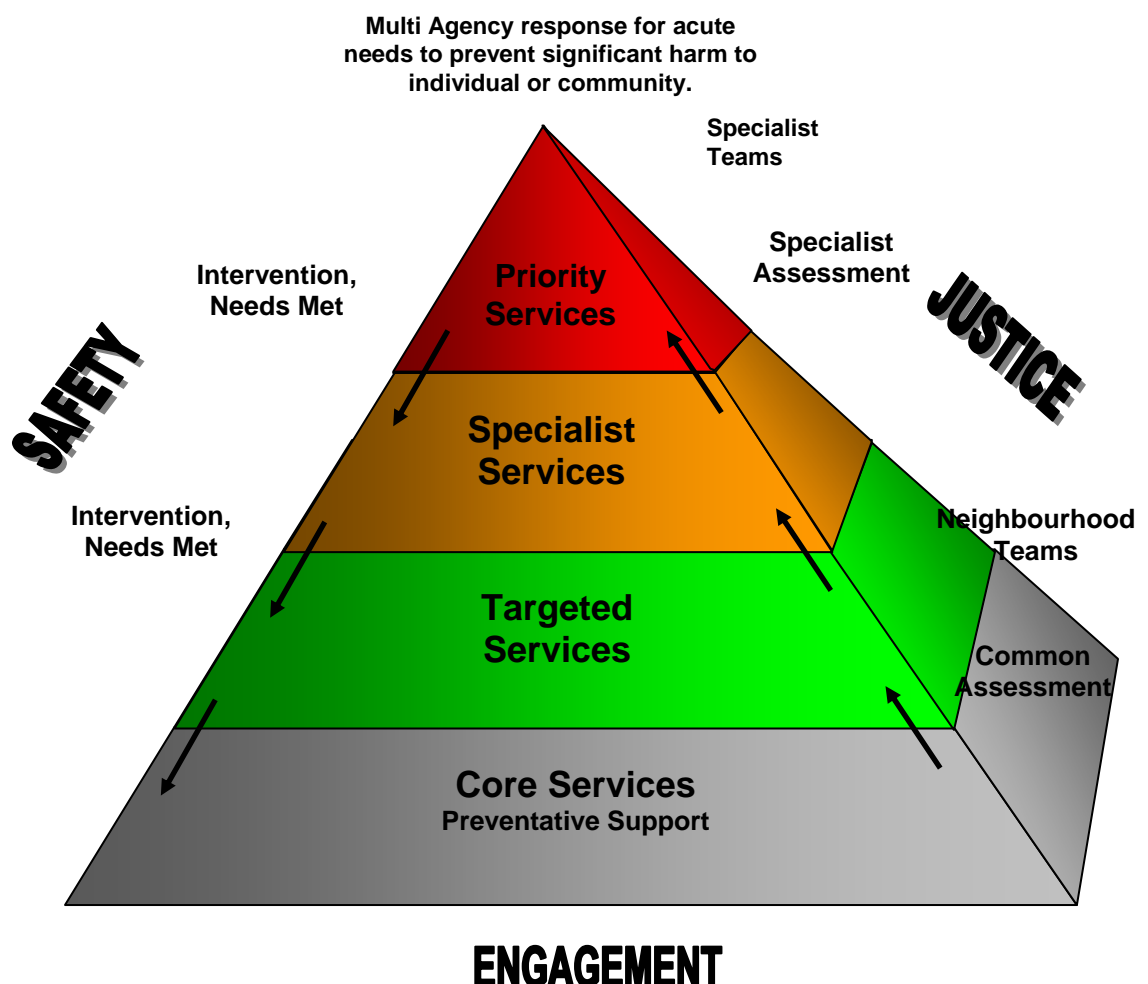 Multi Agency response for acute
needs to prevent significant harm to
individual or community.
Specialist
Teams
Specialist
Assessment
Intervention,
Needs Met
Priority
Services
JUSTICE
SAFETY
Specialist
Services
Intervention,
Needs Met
Neighbourhood
Teams
Targeted
Services
Common
Assessment
Core Services
Preventative Support
ENGAGEMENT